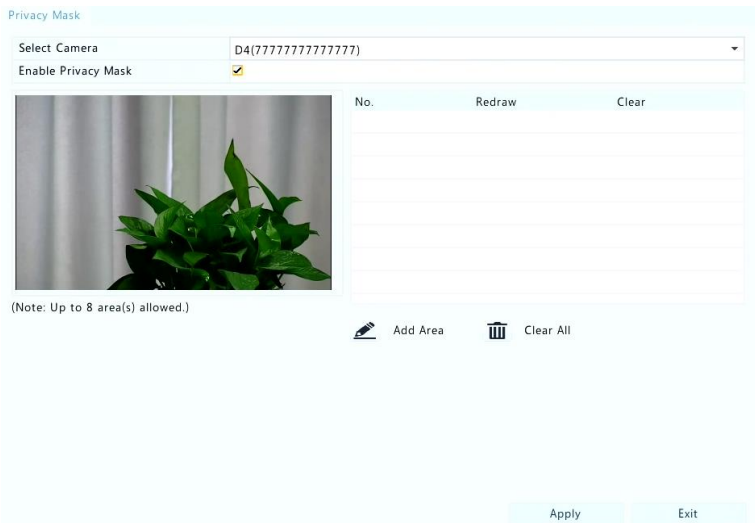 Privacy Mask
Select Camera D4(77777777777777)
Enable Privacy Mask
No. Redraw Clear
(Note: Up to 8 area(s) allowed.)
Add Area Clear All
Apply Exit